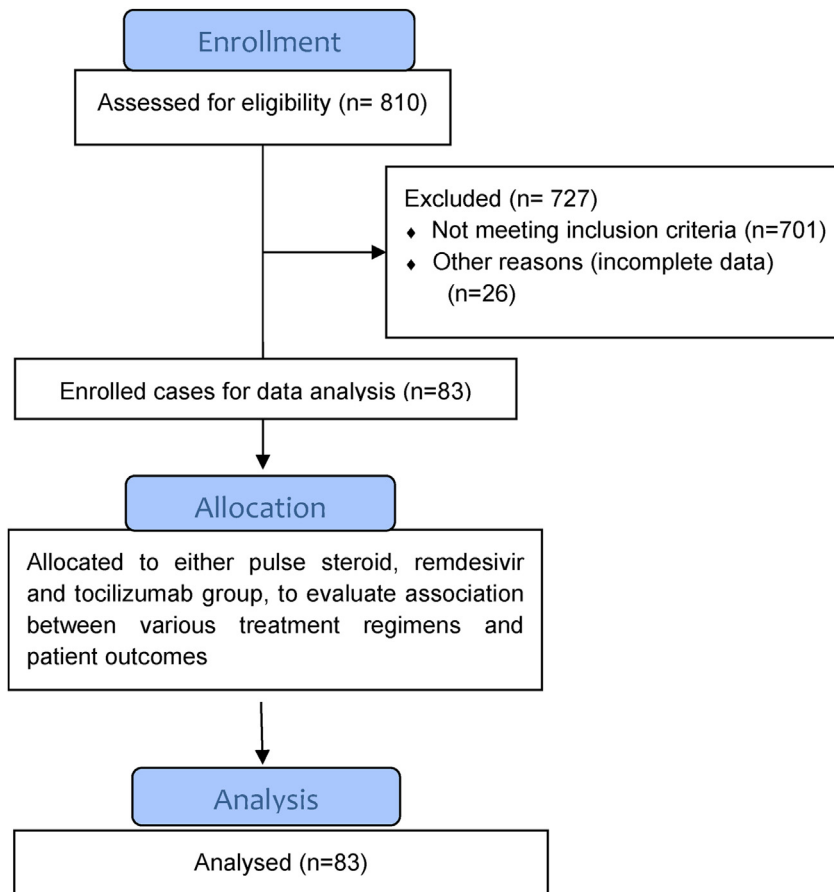 Enrollment
Assessed for eligibility (n= 810)
Excluded (n= 727)
♦ Not meeting inclusion criteria (n=701)
♦ Other reasons (incomplete data)
(n=26)
Enrolled cases for data analysis (n=83)
Allocation
Allocated to either pulse steroid, remdesivir
and tocilizumab group, to evaluate association
between various treatment regimens and
patient outcomes
Analysis
Analysed (n=83)